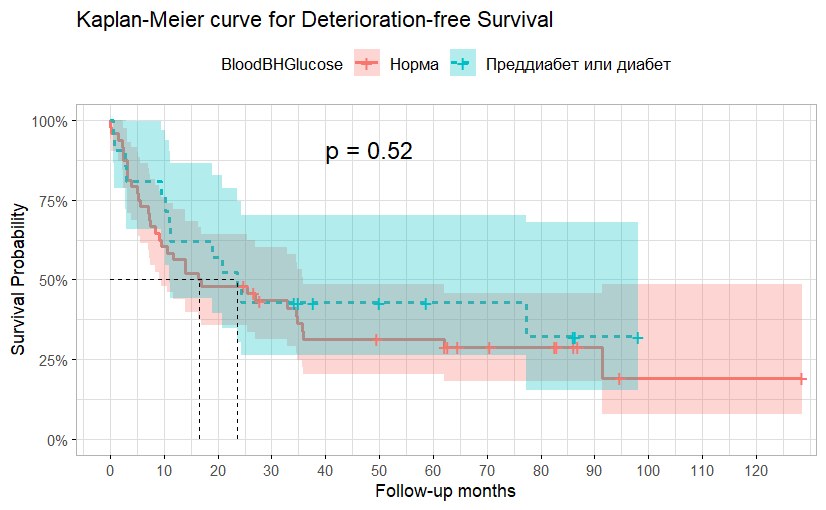 Kaplan-Meier curve for Deterioration-free Survival
BloodBHGlucose Норма Преддиабет или диабет
100%
p = 0.52
75%
50%
25%
0%
Survival Probability
0 10 20 30 40 50 60 70 80 90 100 110 120
Follow-up months